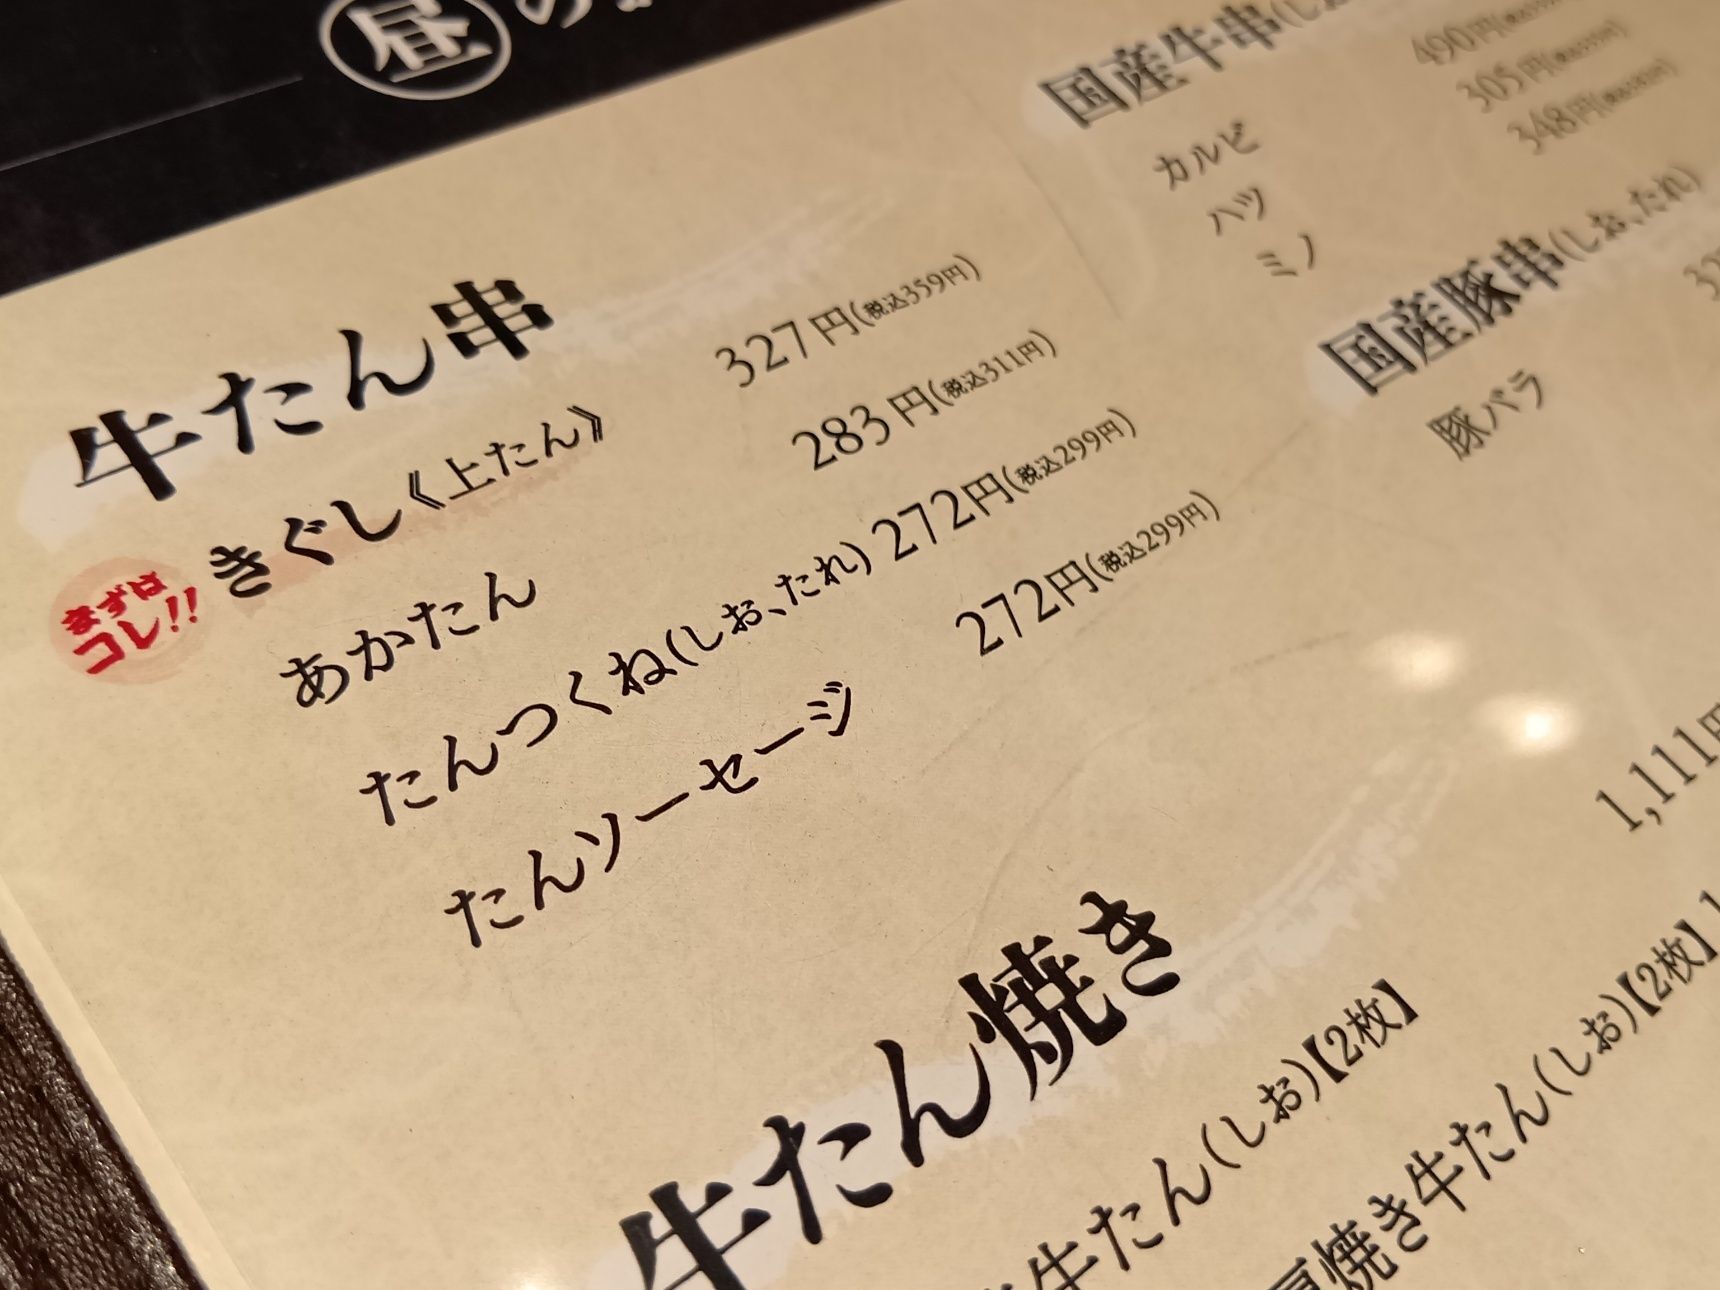 昼の
牛たん串
まずは
コレ!!
きぐし《上たん》 327円(税込359円)
あかたん 283円(税込311円)
たんつくね(しお、たれ) 272円(税込299円)
たんソーセージ 272円(税込299円)
牛たん焼き
1,111円
牛たん(しお)【2枚】
焼き牛たん(しお)【2枚】
国産牛串(しお
カルビ 490円
ハツ 305円
ミノ 348円
国産豚串(しお、たれ)
豚バラ